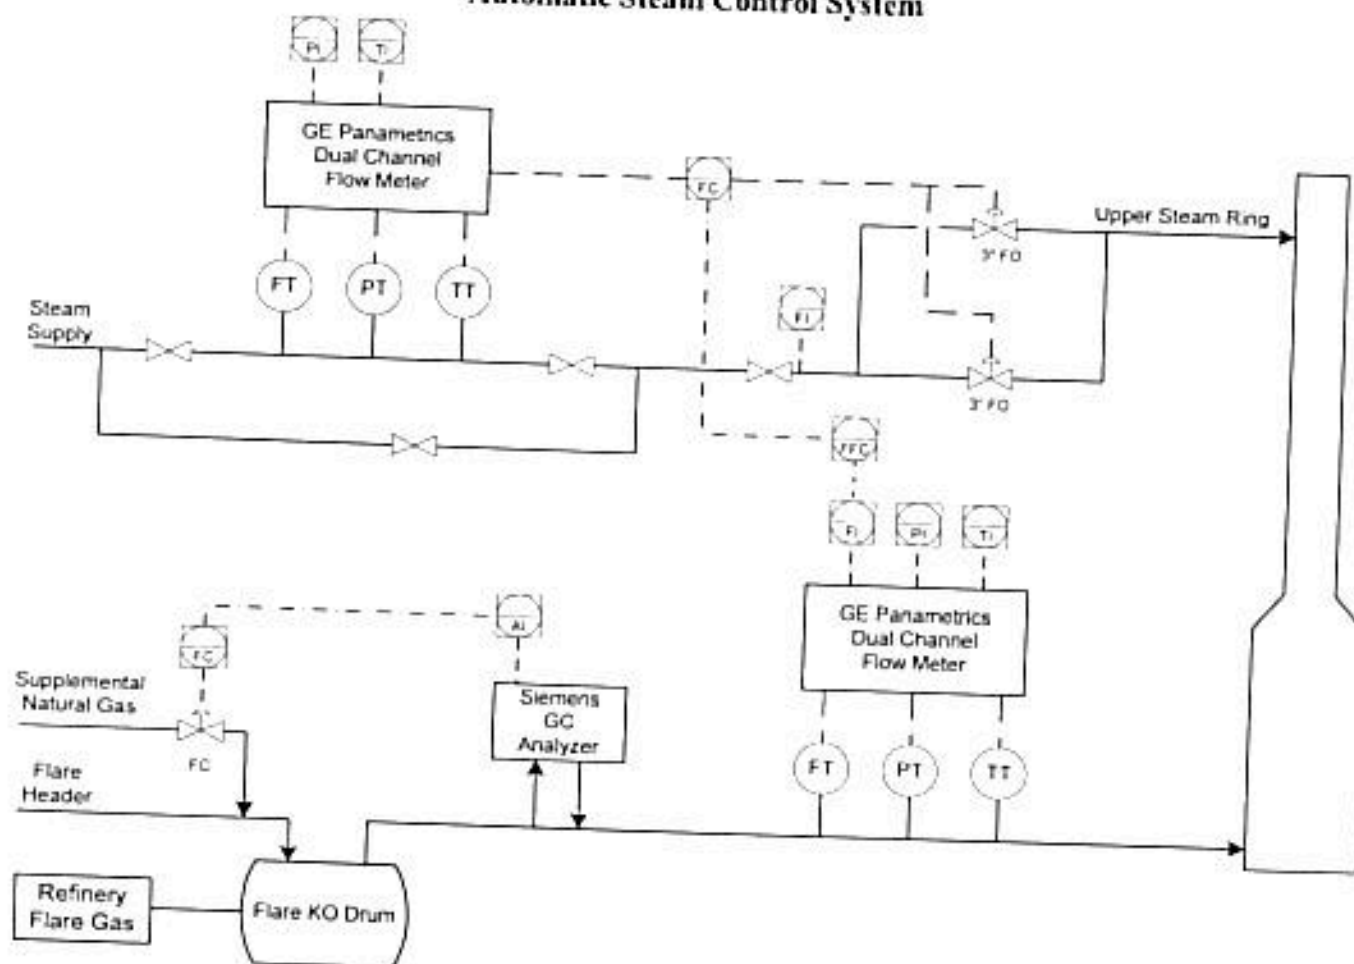 Automatic Steam Control System
PI
TI
GE Panametrics
Dual Channel
Flow Meter
FC
Upper Steam Ring
3" FO
FT
PT
TT
FI
Steam
Supply
3" FO
FFC
FI
PI
TI
GE Panametrics
Dual Channel
Flow Meter
AI
FC
Supplemental
Natural Gas
Siemens
GC
Analyzer
FC
FT
PT
TT
Flare
Header
Refinery
Flare Gas
Flare KO Drum